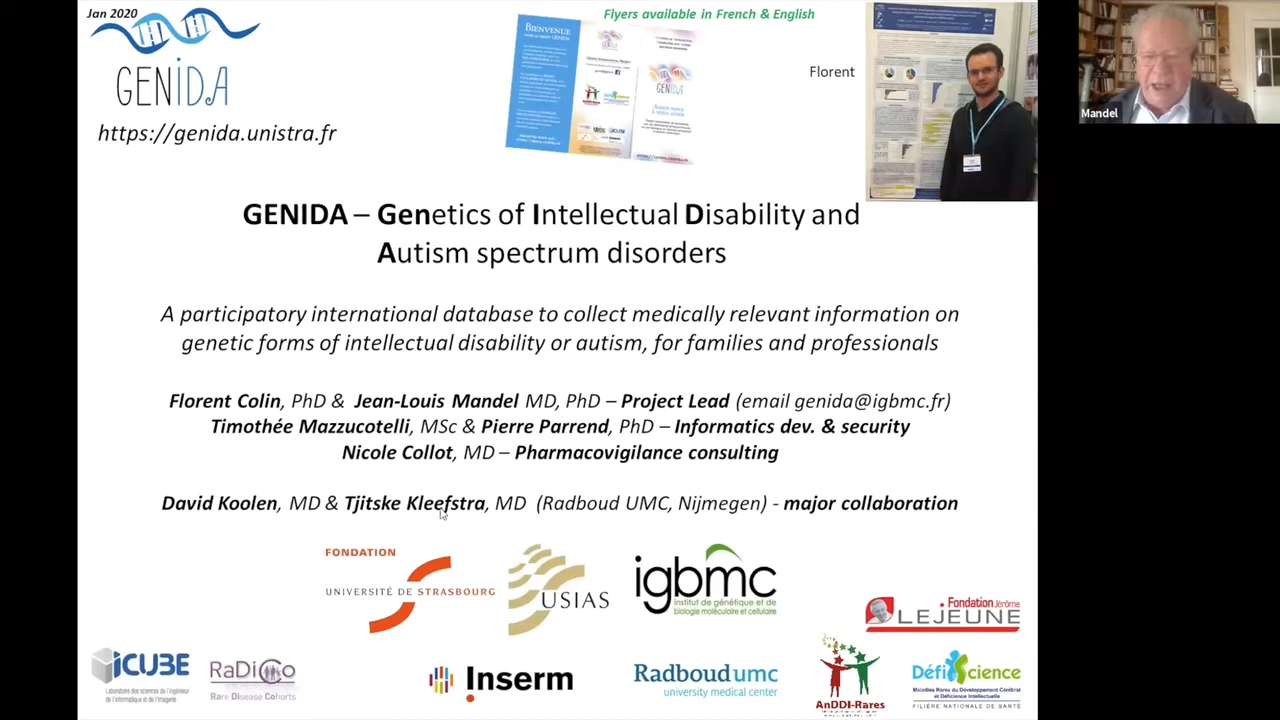 Jan 2020
Flyers available in French & English
BIENVENUE
GENIDA
Florent
GENIDA
Mandel
https://genida.unistra.fr
GENIDA – Genetics of Intellectual Disability and
Autism spectrum disorders
A participatory international database to collect medically relevant information on
genetic forms of intellectual disability or autism, for families and professionals
Florent Colin, PhD & Jean-Louis Mandel MD, PhD – Project Lead (email genida@igbmc.fr)
Timothée Mazzucotelli, MSc & Pierre Parrend, PhD – Informatics dev. & security
Nicole Collot, MD – Pharmacovigilance consulting
David Koolen, MD & Tjitske Kleefstra, MD (Radboud UMC, Nijmegen) - major collaboration
FONDATION
UNIVERSITÉ DE STRASBOURG
USIAS
igbmc
institut de génétique et de
biologie moléculaire et cellulaire
Fondation Jérôme
LEJEUNE
iCUBE
Laboratoire des sciences de l'ingénieur
de l'informatique et de l'imagerie
RaDiCo
Rare Disease Cohorts
Inserm
Radboudumc
university medical center
AnDDI-Rares
DéfiScience
Maladies Rares du Développement Cérébral
et Déficience Intellectuelle
FILIÈRE NATIONALE DE SANTÉ